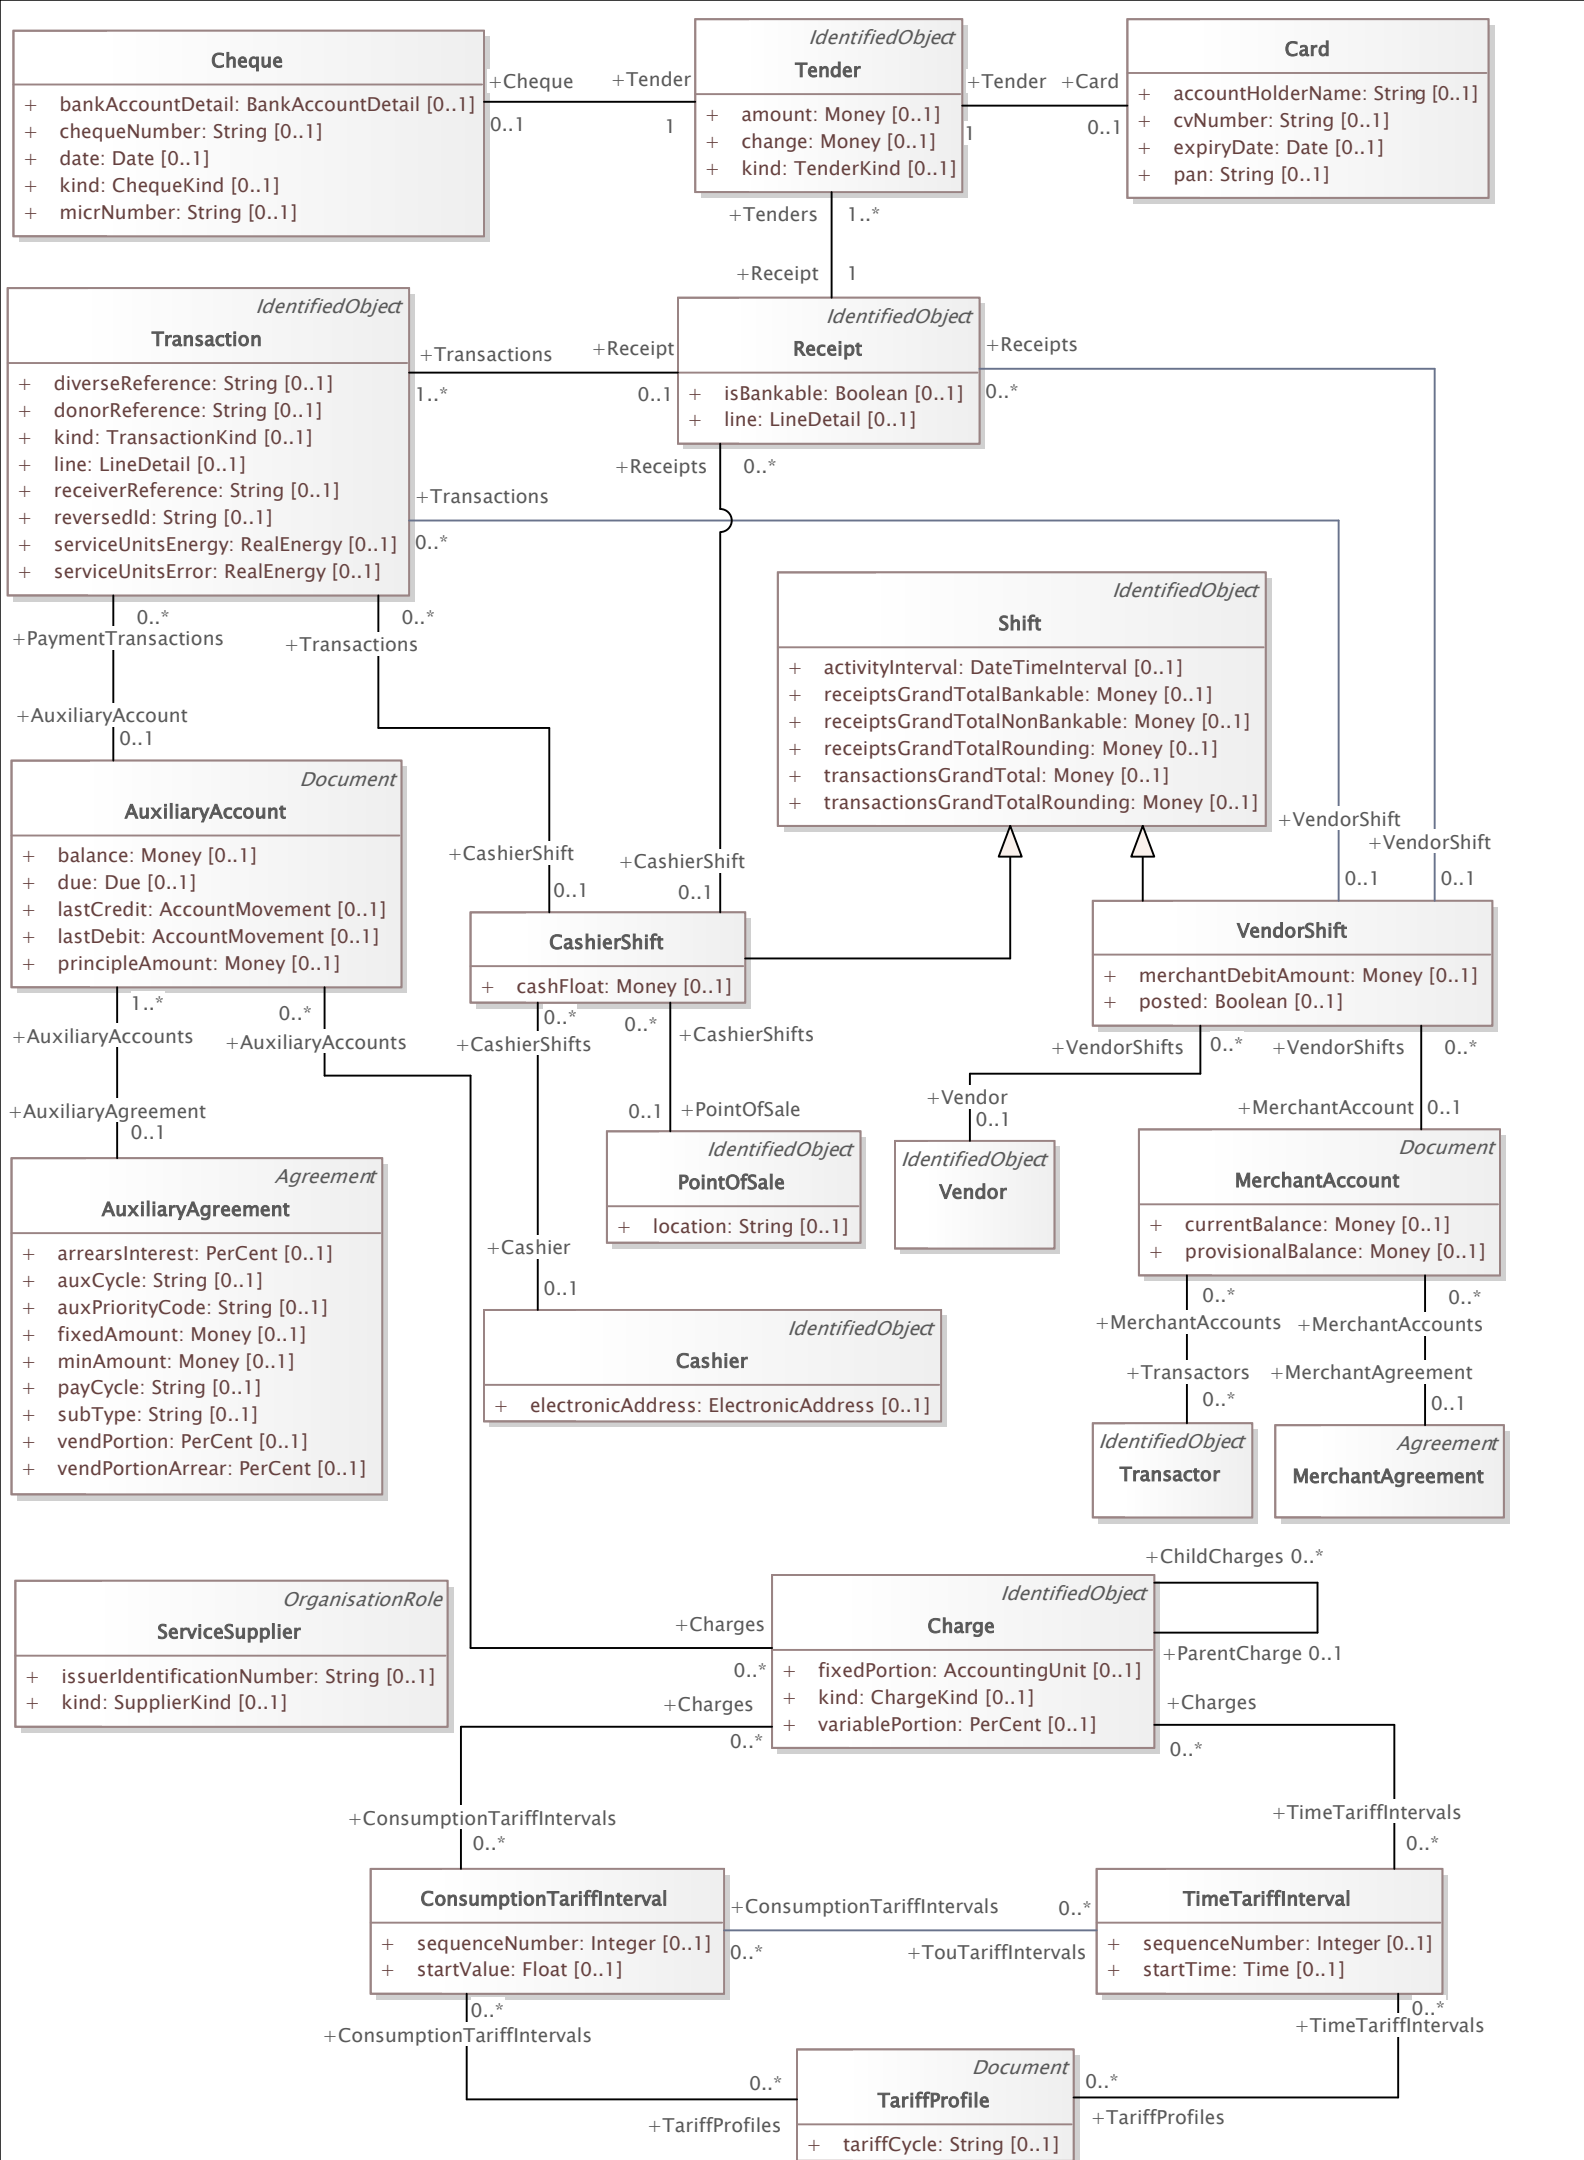 Cheque
+ bankAccountDetail: BankAccountDetail [0..1]
+ chequeNumber: String [0..1]
+ date: Date [0..1]
+ kind: ChequeKind [0..1]
+ micrNumber: String [0..1]
+Cheque
0..1
+Tender
1
IdentifiedObject
Tender
+ amount: Money [0..1]
+ change: Money [0..1]
+ kind: TenderKind [0..1]
+Tender
1
+Card
0..1
Card
+ accountHolderName: String [0..1]
+ cvNumber: String [0..1]
+ expiryDate: Date [0..1]
+ pan: String [0..1]
+Tenders 1..*
+Receipt 1
IdentifiedObject
Transaction
+ diverseReference: String [0..1]
+ donorReference: String [0..1]
+ kind: TransactionKind [0..1]
+ line: LineDetail [0..1]
+ receiverReference: String [0..1]
+ reversedId: String [0..1]
+ serviceUnitsEnergy: RealEnergy [0..1]
+ serviceUnitsError: RealEnergy [0..1]
+Transactions
1..*
+Receipt
0..1
IdentifiedObject
Receipt
+ isBankable: Boolean [0..1]
+ line: LineDetail [0..1]
+Receipts
0..*
+Receipts 0..*
+Transactions
0..*
0..*
+PaymentTransactions
0..*
+Transactions
IdentifiedObject
Shift
+ activityInterval: DateTimeInterval [0..1]
+ receiptsGrandTotalBankable: Money [0..1]
+ receiptsGrandTotalNonBankable: Money [0..1]
+ receiptsGrandTotalRounding: Money [0..1]
+ transactionsGrandTotal: Money [0..1]
+ transactionsGrandTotalRounding: Money [0..1]
+AuxiliaryAccount
0..1
Document
AuxiliaryAccount
+ balance: Money [0..1]
+ due: Due [0..1]
+ lastCredit: AccountMovement [0..1]
+ lastDebit: AccountMovement [0..1]
+ principleAmount: Money [0..1]
+CashierShift
0..1
+CashierShift
0..1
+VendorShift
0..1
+VendorShift
0..1
CashierShift
+ cashFloat: Money [0..1]
VendorShift
+ merchantDebitAmount: Money [0..1]
+ posted: Boolean [0..1]
1..*
+AuxiliaryAccounts
0..*
+AuxiliaryAccounts
0..*
+CashierShifts
0..*
+CashierShifts
+VendorShifts 0..*
+VendorShifts 0..*
+AuxiliaryAgreement
0..1
0..1 +PointOfSale
+Vendor
0..1
+MerchantAccount 0..1
Agreement
AuxiliaryAgreement
+ arrearsInterest: PerCent [0..1]
+ auxCycle: String [0..1]
+ auxPriorityCode: String [0..1]
+ fixedAmount: Money [0..1]
+ minAmount: Money [0..1]
+ payCycle: String [0..1]
+ subType: String [0..1]
+ vendPortion: PerCent [0..1]
+ vendPortionArrear: PerCent [0..1]
IdentifiedObject
PointOfSale
+ location: String [0..1]
IdentifiedObject
Vendor
Document
MerchantAccount
+ currentBalance: Money [0..1]
+ provisionalBalance: Money [0..1]
+Cashier
0..1
IdentifiedObject
Cashier
+ electronicAddress: ElectronicAddress [0..1]
0..*
+MerchantAccounts
0..*
+MerchantAccounts
+Transactors
0..*
+MerchantAgreement
0..1
IdentifiedObject
Transactor
Agreement
MerchantAgreement
OrganisationRole
ServiceSupplier
+ issuerIdentificationNumber: String [0..1]
+ kind: SupplierKind [0..1]
+ChildCharges 0..*
+ParentCharge 0..1
IdentifiedObject
Charge
+ fixedPortion: AccountingUnit [0..1]
+ kind: ChargeKind [0..1]
+ variablePortion: PerCent [0..1]
+Charges
0..*
+Charges
0..*
+Charges
0..*
+ConsumptionTariffIntervals
0..*
+TimeTariffIntervals
0..*
ConsumptionTariffInterval
+ sequenceNumber: Integer [0..1]
+ startValue: Float [0..1]
+ConsumptionTariffIntervals
0..*
0..*
+TouTariffIntervals
TimeTariffInterval
+ sequenceNumber: Integer [0..1]
+ startTime: Time [0..1]
0..*
+ConsumptionTariffIntervals
0..*
+TimeTariffIntervals
0..*
+TariffProfiles
0..*
+TariffProfiles
Document
TariffProfile
+ tariffCycle: String [0..1]